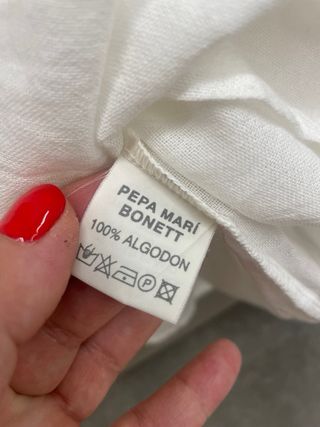 PEPA MARÍ
BONETT
100% ALGODON
P